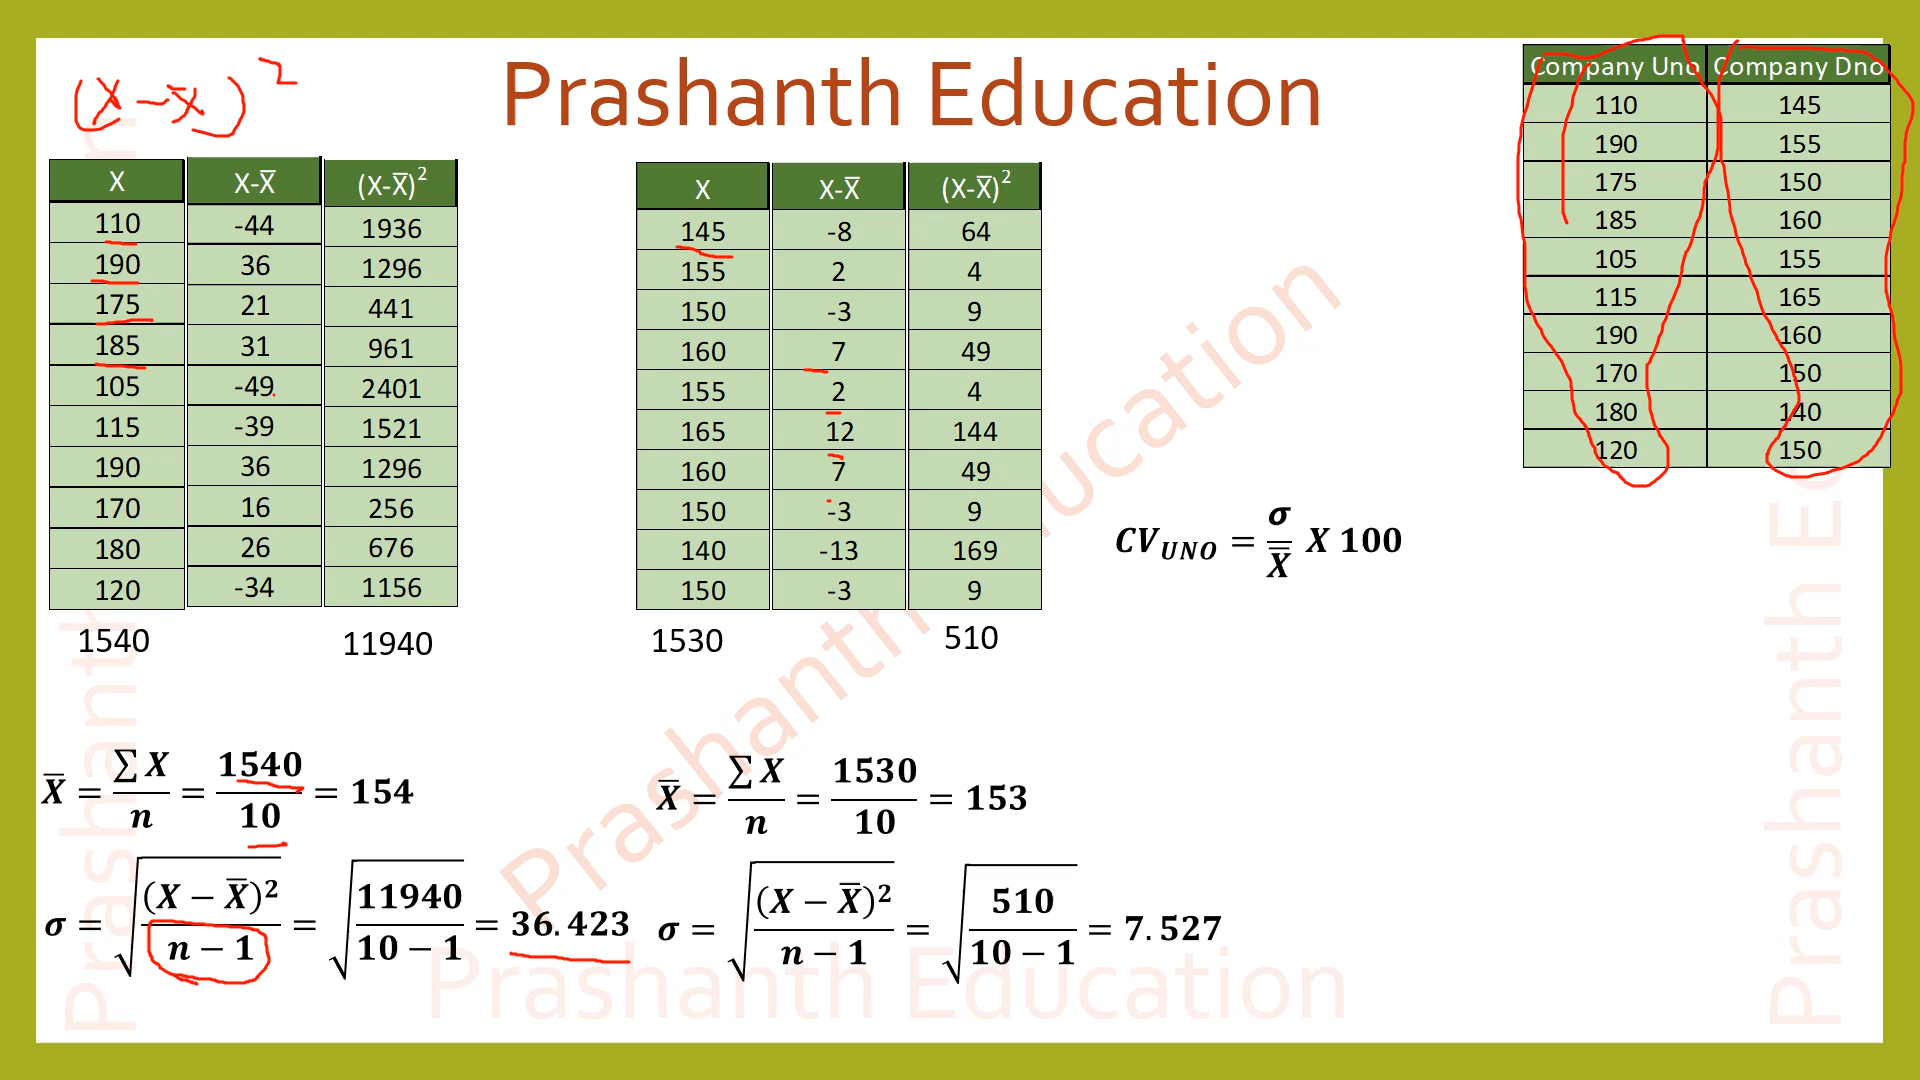 (X-X̄)²
Prashanth Education
X X-X̄ (X-X̄)²
110 -44 1936
190 36 1296
175 21 441
185 31 961
105 -49 2401
115 -39 1521
190 36 1296
170 16 256
180 26 676
120 -34 1156
1540 11940
X X-X̄ (X-X̄)²
145 -8 64
155 2 4
150 -3 9
160 7 49
155 2 4
165 12 144
160 7 49
150 -3 9
140 -13 169
150 -3 9
1530 510
Company Uno Company Dno
110 145
190 155
175 150
185 160
105 155
115 165
190 160
170 150
180 140
120 150
CV_UNO = σ/X̄ X 100
X̄ = ∑X/n = 1540/10 = 154
σ = √((X − X̄)²/(n − 1)) = √(11940/(10 − 1)) = 36.423
X̄ = ∑X/n = 1530/10 = 153
σ = √((X − X̄)²/(n − 1)) = √(510/(10 − 1)) = 7.527
Prashanth Education
Prashanth Education
Prashanth
Prashanth E